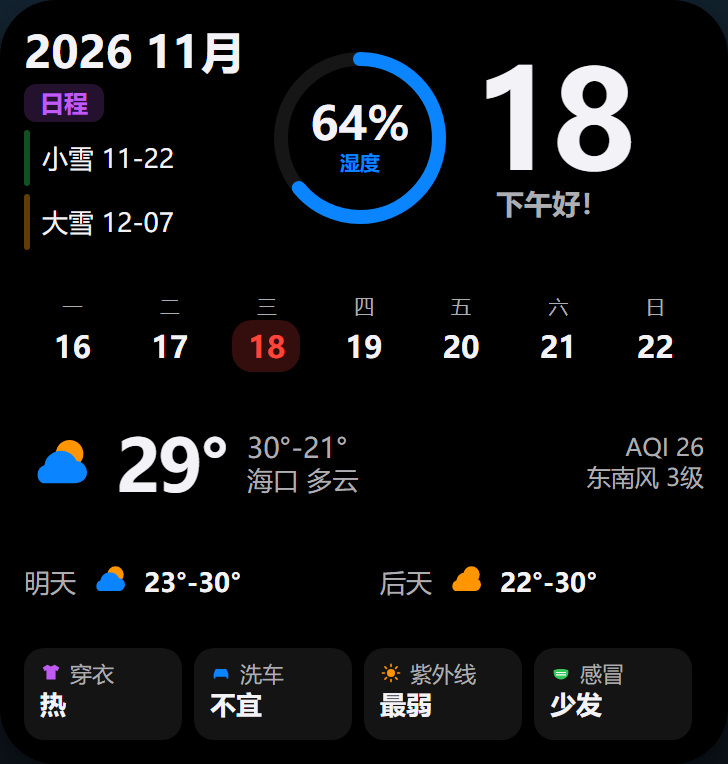 2026 11月
日程
小雪 11-22
大雪 12-07
64%
湿度
18
下午好!
一 二 三 四 五 六 日
16 17 18 19 20 21 22
29°
30°-21°
海口 多云
AQI 26
东南风 3级
明天 23°-30° 后天 22°-30°
穿衣
热
洗车
不宜
紫外线
最弱
感冒
少发